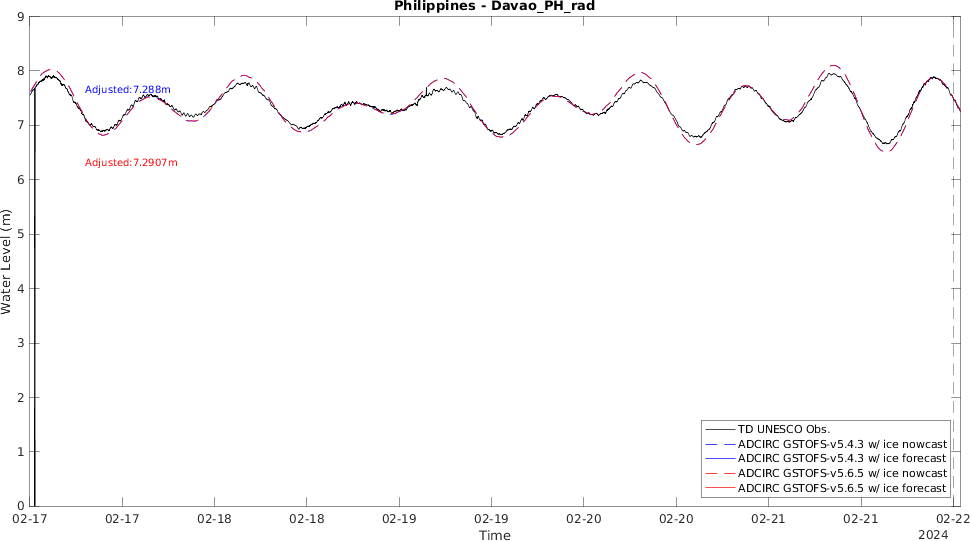 Philippines - Davao_PH_rad
9
8
7
6
5
4
3
2
1
0
Water Level (m)
Adjusted:7.288m
Adjusted:7.2907m
TD UNESCO Obs.
ADCIRC GSTOFS-v5.4.3 w/ ice nowcast
ADCIRC GSTOFS-v5.4.3 w/ ice forecast
ADCIRC GSTOFS-v5.6.5 w/ ice nowcast
ADCIRC GSTOFS-v5.6.5 w/ ice forecast
02-17 02-17 02-18 02-18 02-19 02-19 02-20 02-20 02-21 02-21 02-22
Time
2024